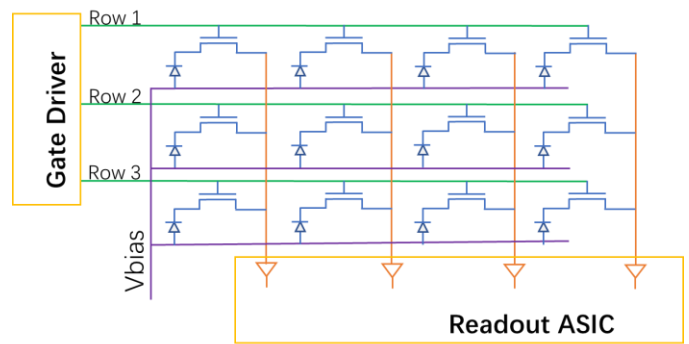 Row 1
Row 2
Gate Driver
Row 3
Vbias
Readout ASIC